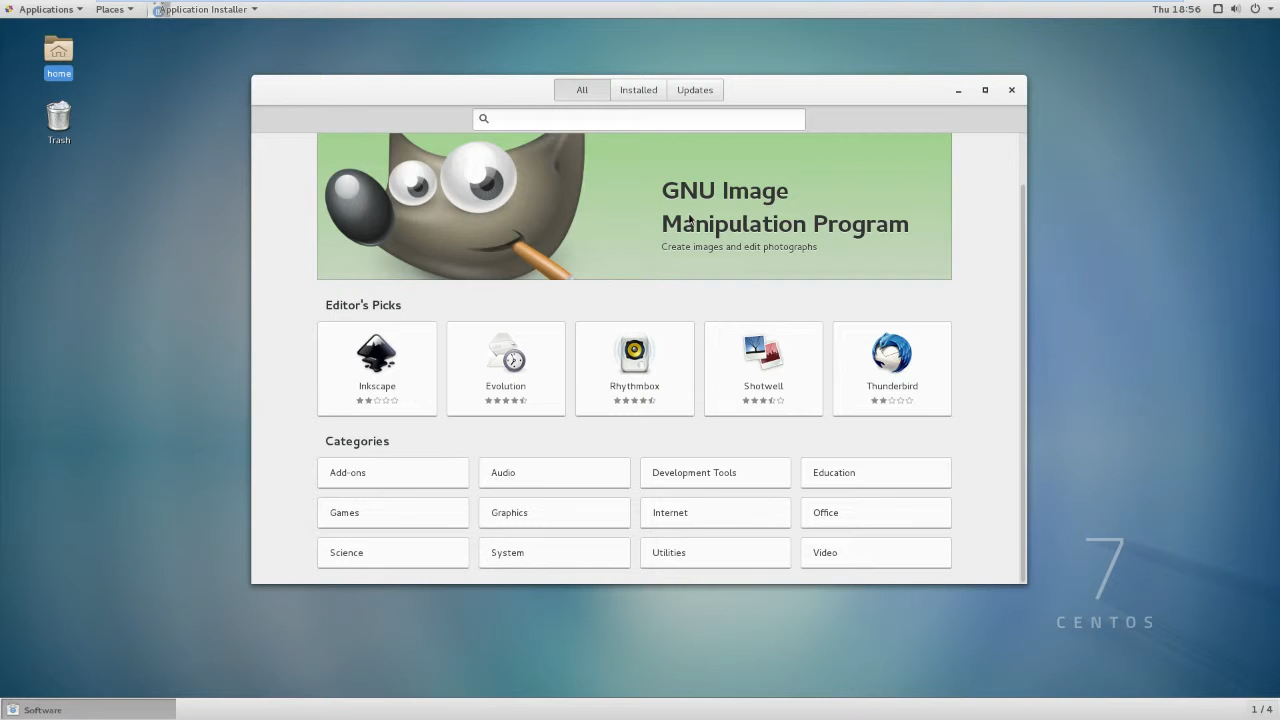 Applications Places Application Installer Thu 18:56
home
Trash
All Installed Updates
GNU Image
Manipulation Program
Create images and edit photographs
Editor's Picks
Inkscape Evolution Rhythmbox Shotwell Thunderbird
Categories
Add-ons Audio Development Tools Education
Games Graphics Internet Office
Science System Utilities Video
7
CENTOS
Software 1 / 4